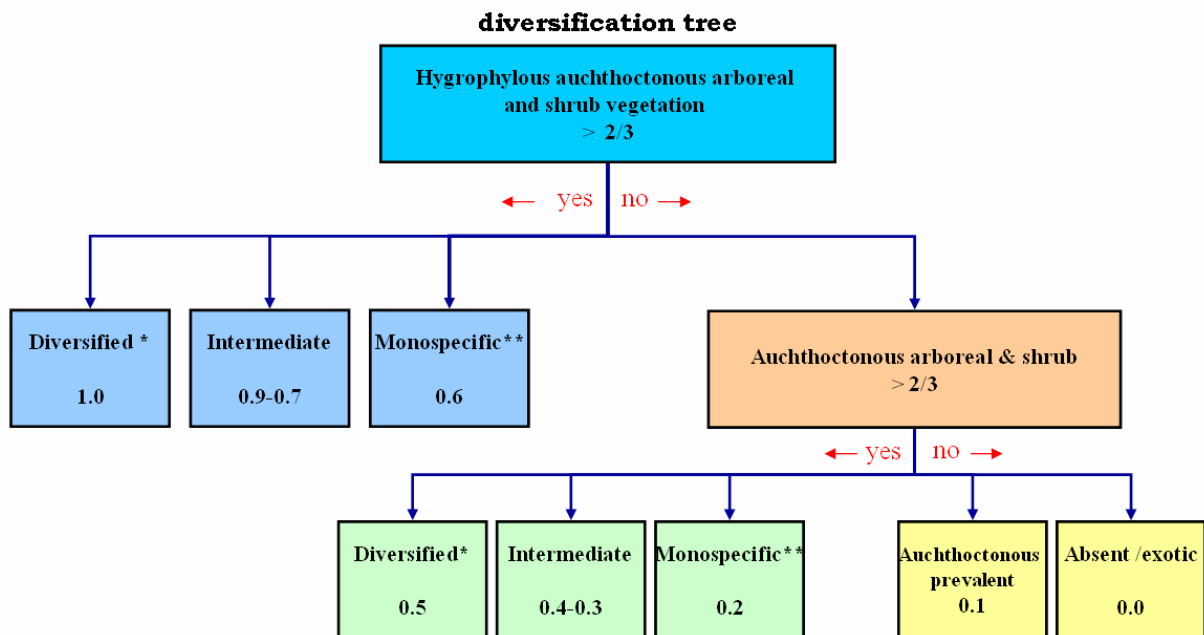 diversification tree
Hygrophylous auchthoctonous arboreal
and shrub vegetation
> 2/3
yes
no
Diversified *
1.0
Intermediate
0.9-0.7
Monospecific**
0.6
Auchthoctonous arboreal & shrub
> 2/3
yes
no
Diversified*
0.5
Intermediate
0.4-0.3
Monospecific**
0.2
Auchthoctonous
prevalent
0.1
Absent /exotic
0.0